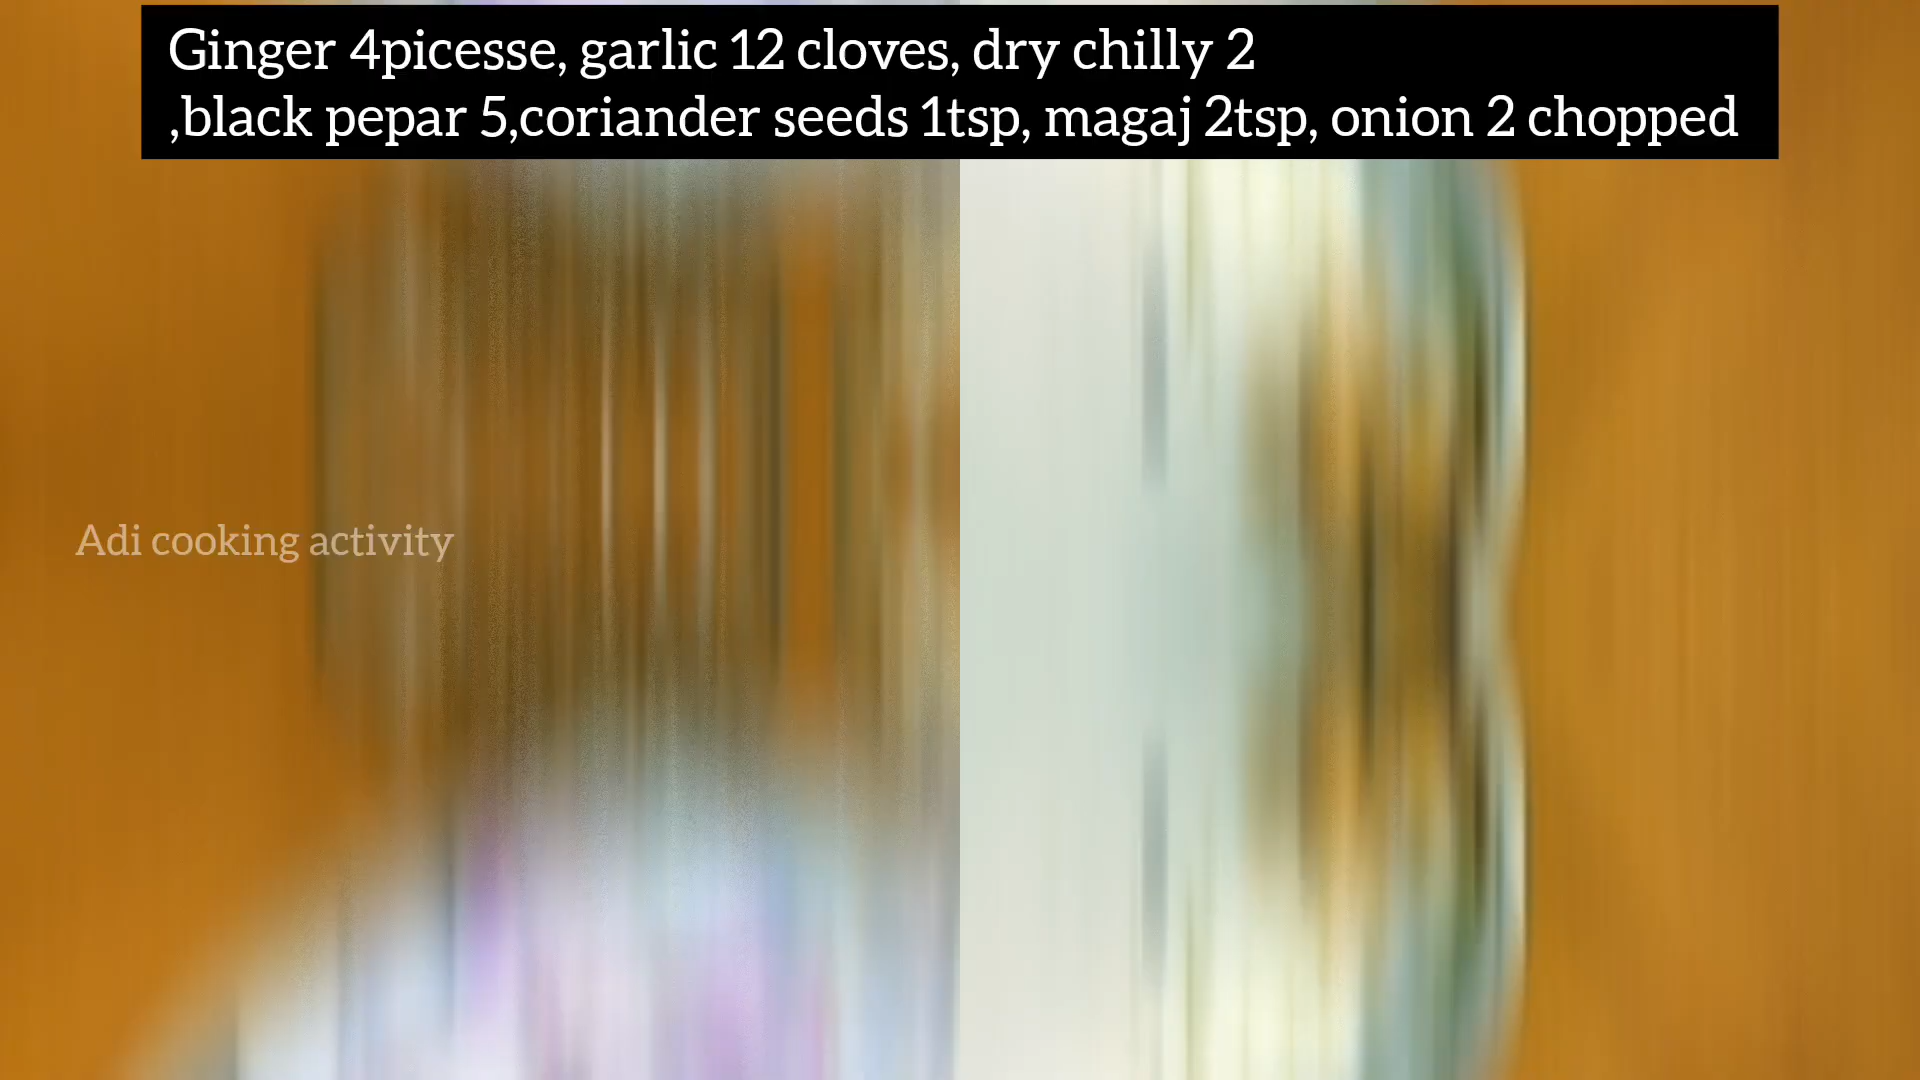 Ginger 4picesse, garlic 12 cloves, dry chilly 2
,black pepar 5,coriander seeds 1tsp, magaj 2tsp, onion 2 chopped
Adi cooking activity